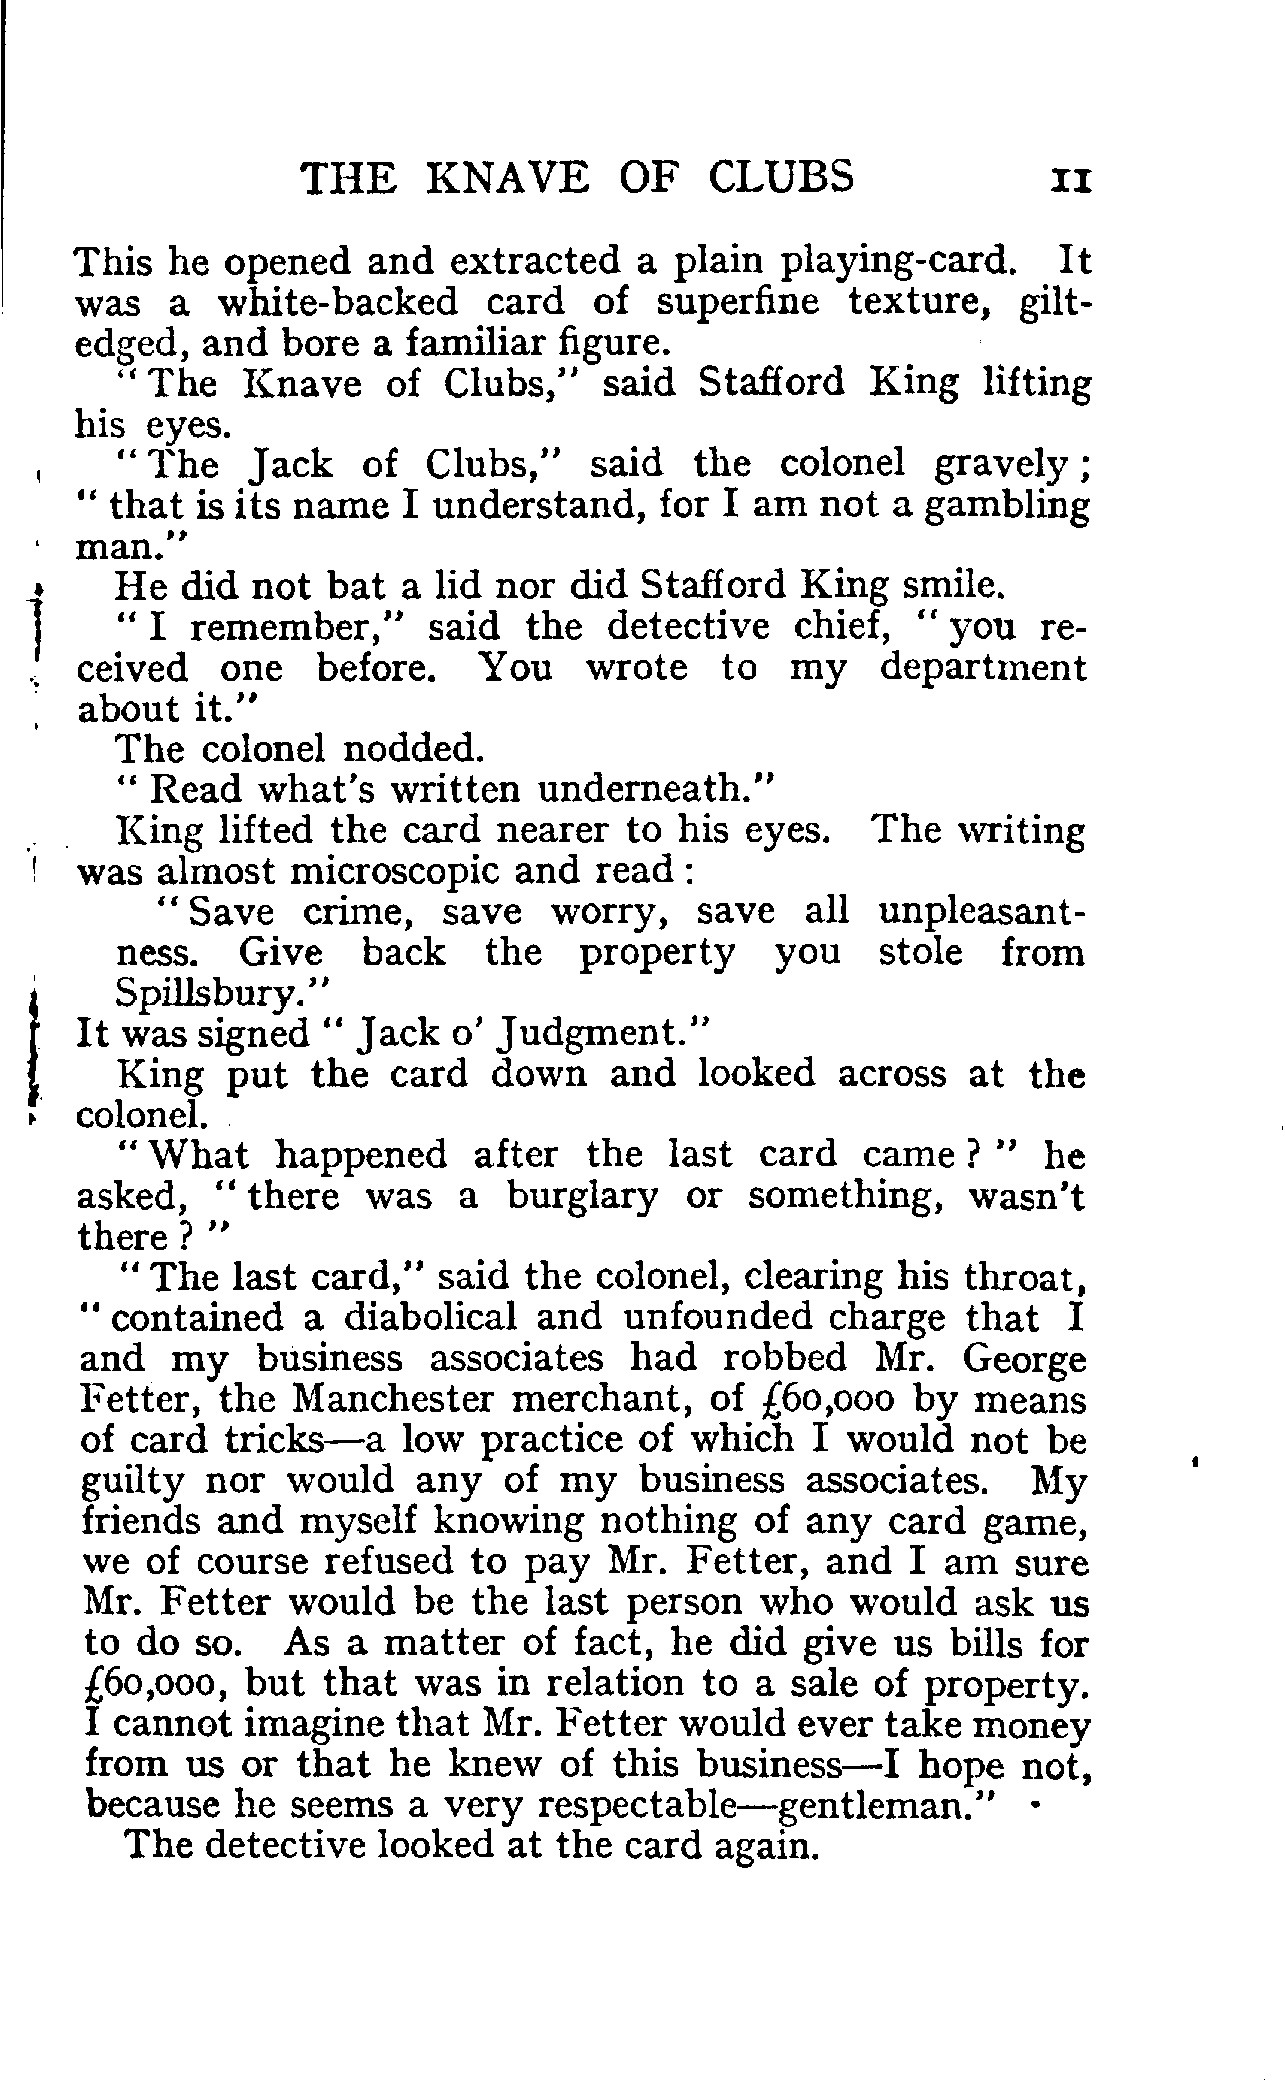 THE KNAVE OF CLUBS 11
This he opened and extracted a plain playing-card. It
was a white-backed card of superfine texture, gilt-
edged, and bore a familiar figure.
“ The Knave of Clubs,” said Stafford King lifting
his eyes.
“ The Jack of Clubs,” said the colonel gravely ;
“ that is its name I understand, for I am not a gambling
man.”
He did not bat a lid nor did Stafford King smile.
“ I remember,” said the detective chief, “ you re-
ceived one before. You wrote to my department
about it.”
The colonel nodded.
“ Read what's written underneath.”
King lifted the card nearer to his eyes. The writing
was almost microscopic and read :
“ Save crime, save worry, save all unpleasant-
ness. Give back the property you stole from
Spillsbury.”
It was signed “ Jack o' Judgment.”
King put the card down and looked across at the
colonel.
“ What happened after the last card came ? ” he
asked, “ there was a burglary or something, wasn't
there ? ”
“ The last card,” said the colonel, clearing his throat,
“ contained a diabolical and unfounded charge that I
and my business associates had robbed Mr. George
Fetter, the Manchester merchant, of £60,000 by means
of card tricks—a low practice of which I would not be
guilty nor would any of my business associates. My
friends and myself knowing nothing of any card game,
we of course refused to pay Mr. Fetter, and I am sure
Mr. Fetter would be the last person who would ask us
to do so. As a matter of fact, he did give us bills for
£60,000, but that was in relation to a sale of property.
I cannot imagine that Mr. Fetter would ever take money
from us or that he knew of this business—I hope not,
because he seems a very respectable—gentleman.”
The detective looked at the card again.